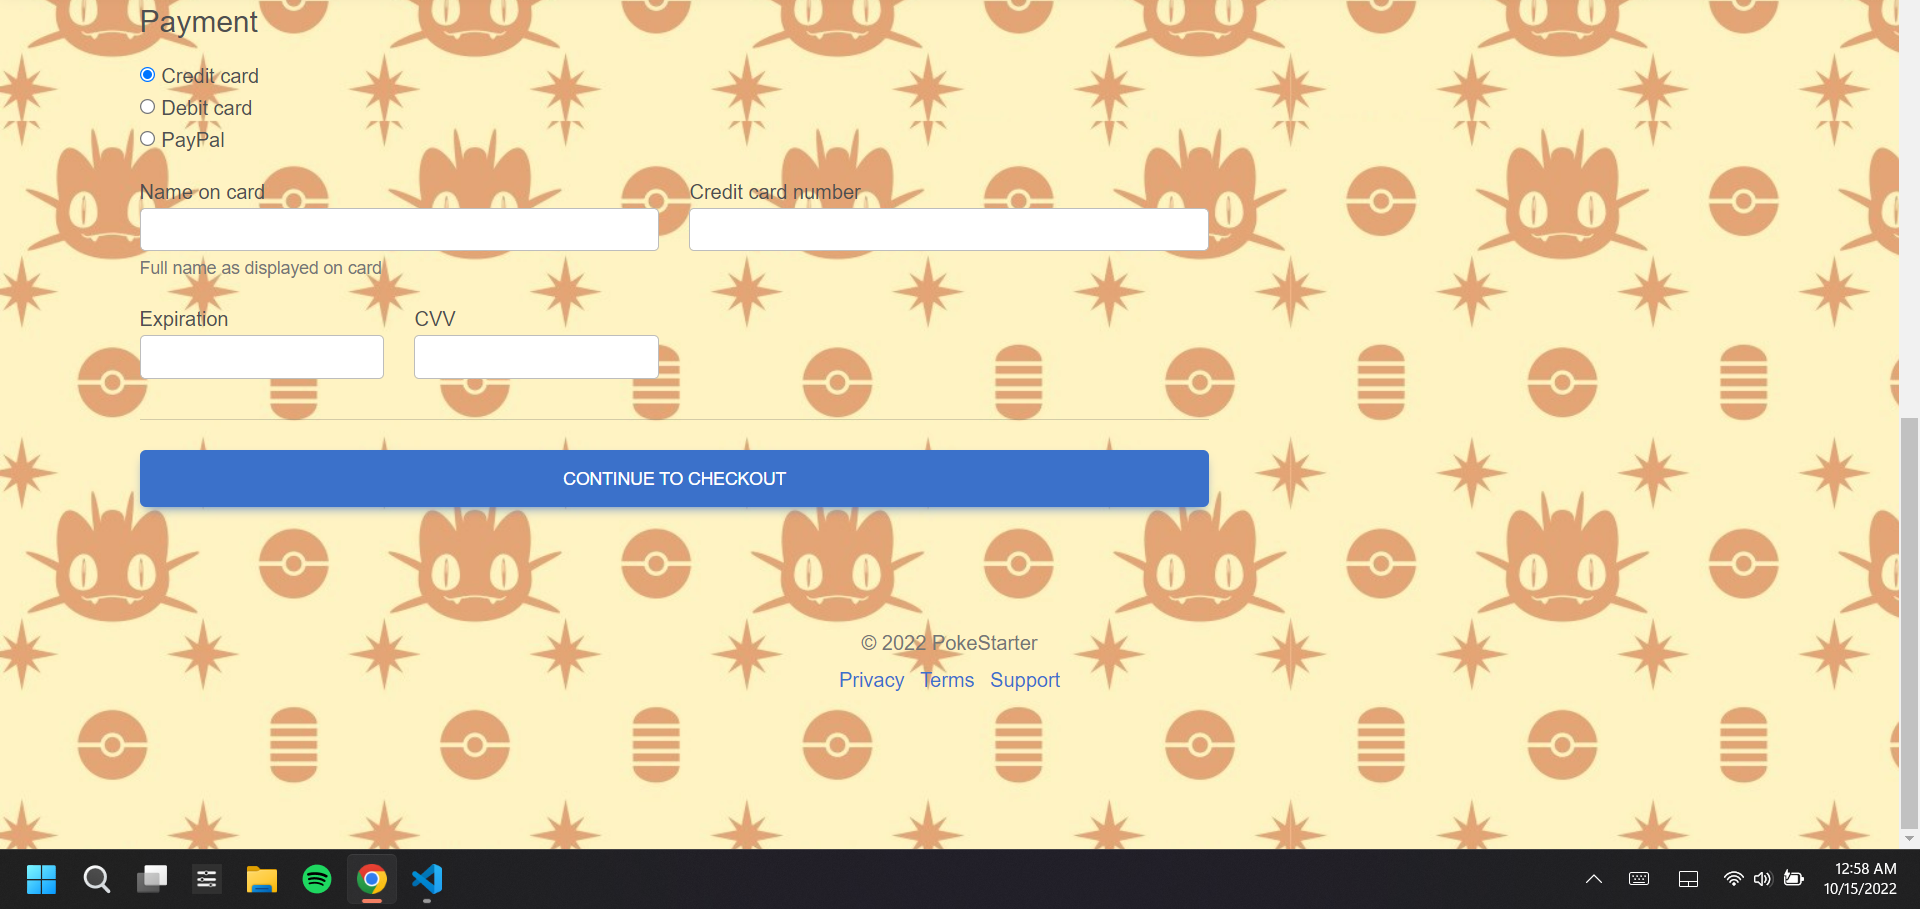 Payment
Credit card
Debit card
PayPal
Name on card Credit card number
Full name as displayed on card
Expiration CVV
CONTINUE TO CHECKOUT
© 2022 PokeStarter
Privacy Terms Support
12:58 AM
10/15/2022